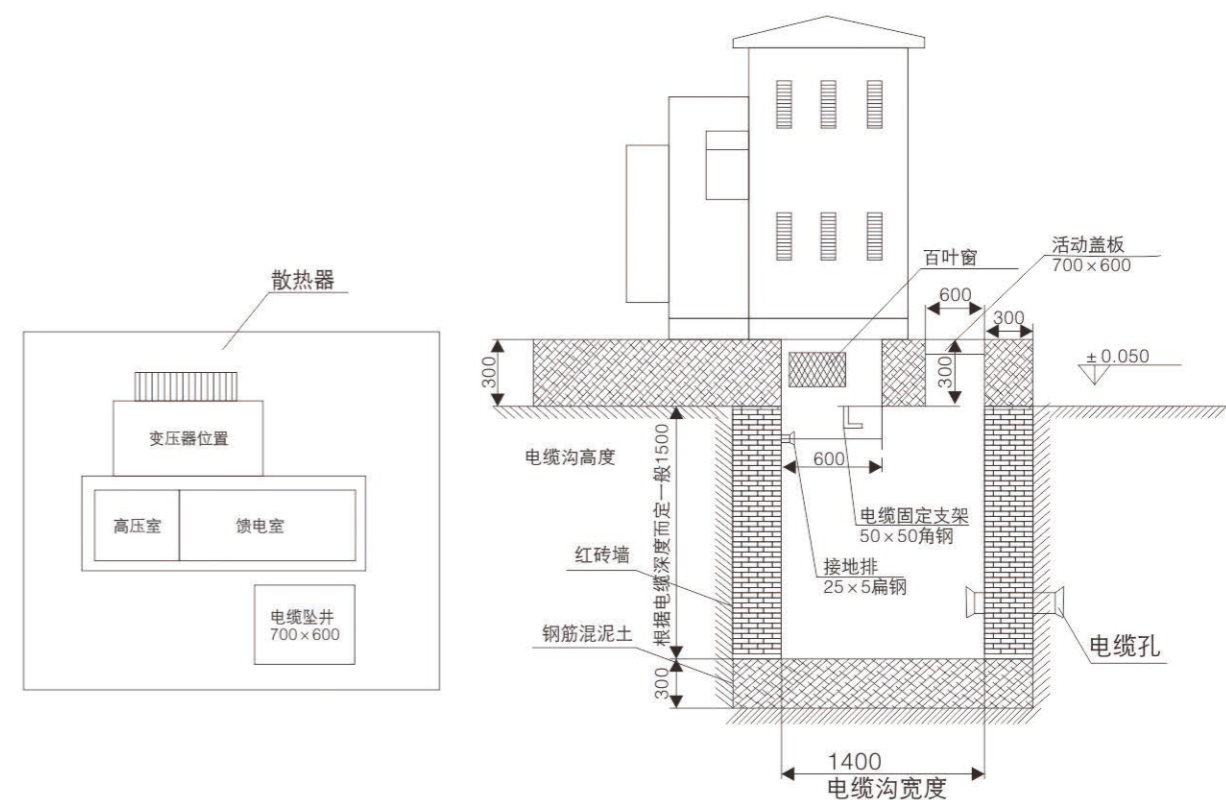 散热器
变压器位置
高压室
馈电室
电缆坠井
700×600
百叶窗
活动盖板
700×600
600
300
300
300
±0.050
电缆沟高度
根据电缆深度而定一般1500
600
电缆固定支架
50×50角钢
接地排
25×5扁钢
红砖墙
钢筋混泥土
300
电缆孔
1400
电缆沟宽度